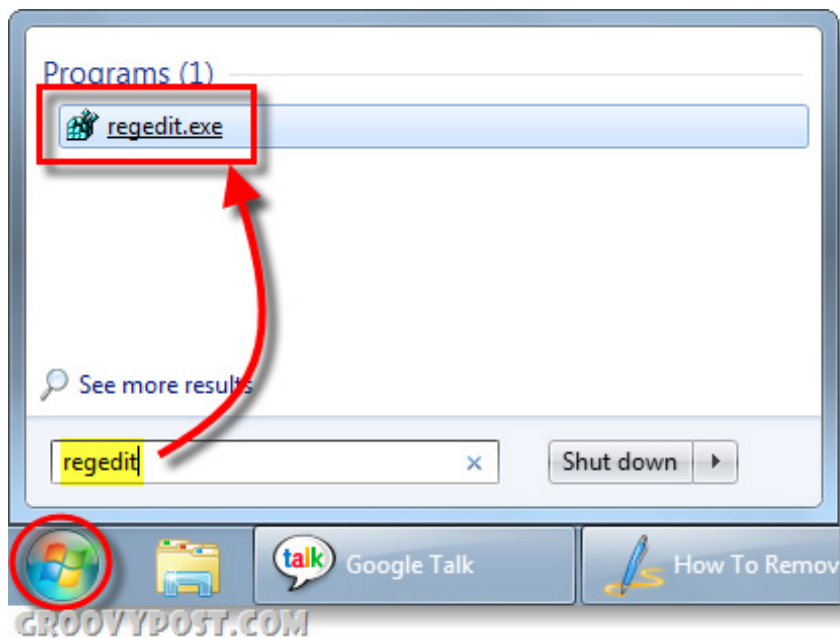 Programs (1)
regedit.exe
See more results
regedit
Shut down
talk
Google Talk
How To Remov
GROOVYPOST.COM